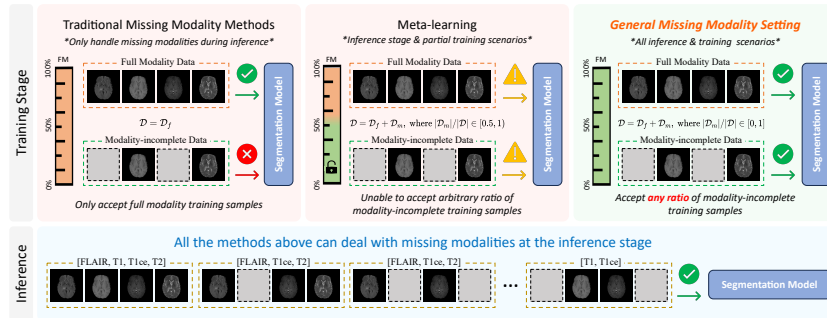 Traditional Missing Modality Methods
*Only handle missing modalities during inference*
Meta-learning
*Inference stage & partial training scenarios*
General Missing Modality Setting
*All inference & training scenarios*
Training Stage
FM
100%
50%
0%
Full Modality Data
𝒟 = 𝒟_f
Modality-incomplete Data
Segmentation Model
Only accept full modality training samples
FM
100%
50%
0%
Full Modality Data
𝒟 = 𝒟_f + 𝒟_m, where |𝒟_m|/|𝒟| ∈ [0.5, 1)
Modality-incomplete Data
Segmentation Model
Unable to accept arbitrary ratio of
modality-incomplete training samples
FM
100%
50%
0%
Full Modality Data
𝒟 = 𝒟_f + 𝒟_m, where |𝒟_m|/|𝒟| ∈ [0, 1]
Modality-incomplete Data
Segmentation Model
Accept any ratio of modality-incomplete
training samples
Inference
All the methods above can deal with missing modalities at the inference stage
[FLAIR, T1, T1ce, T2]
[FLAIR, T1ce, T2]
[FLAIR, T1ce]
...
[T1, T1ce]
Segmentation Model